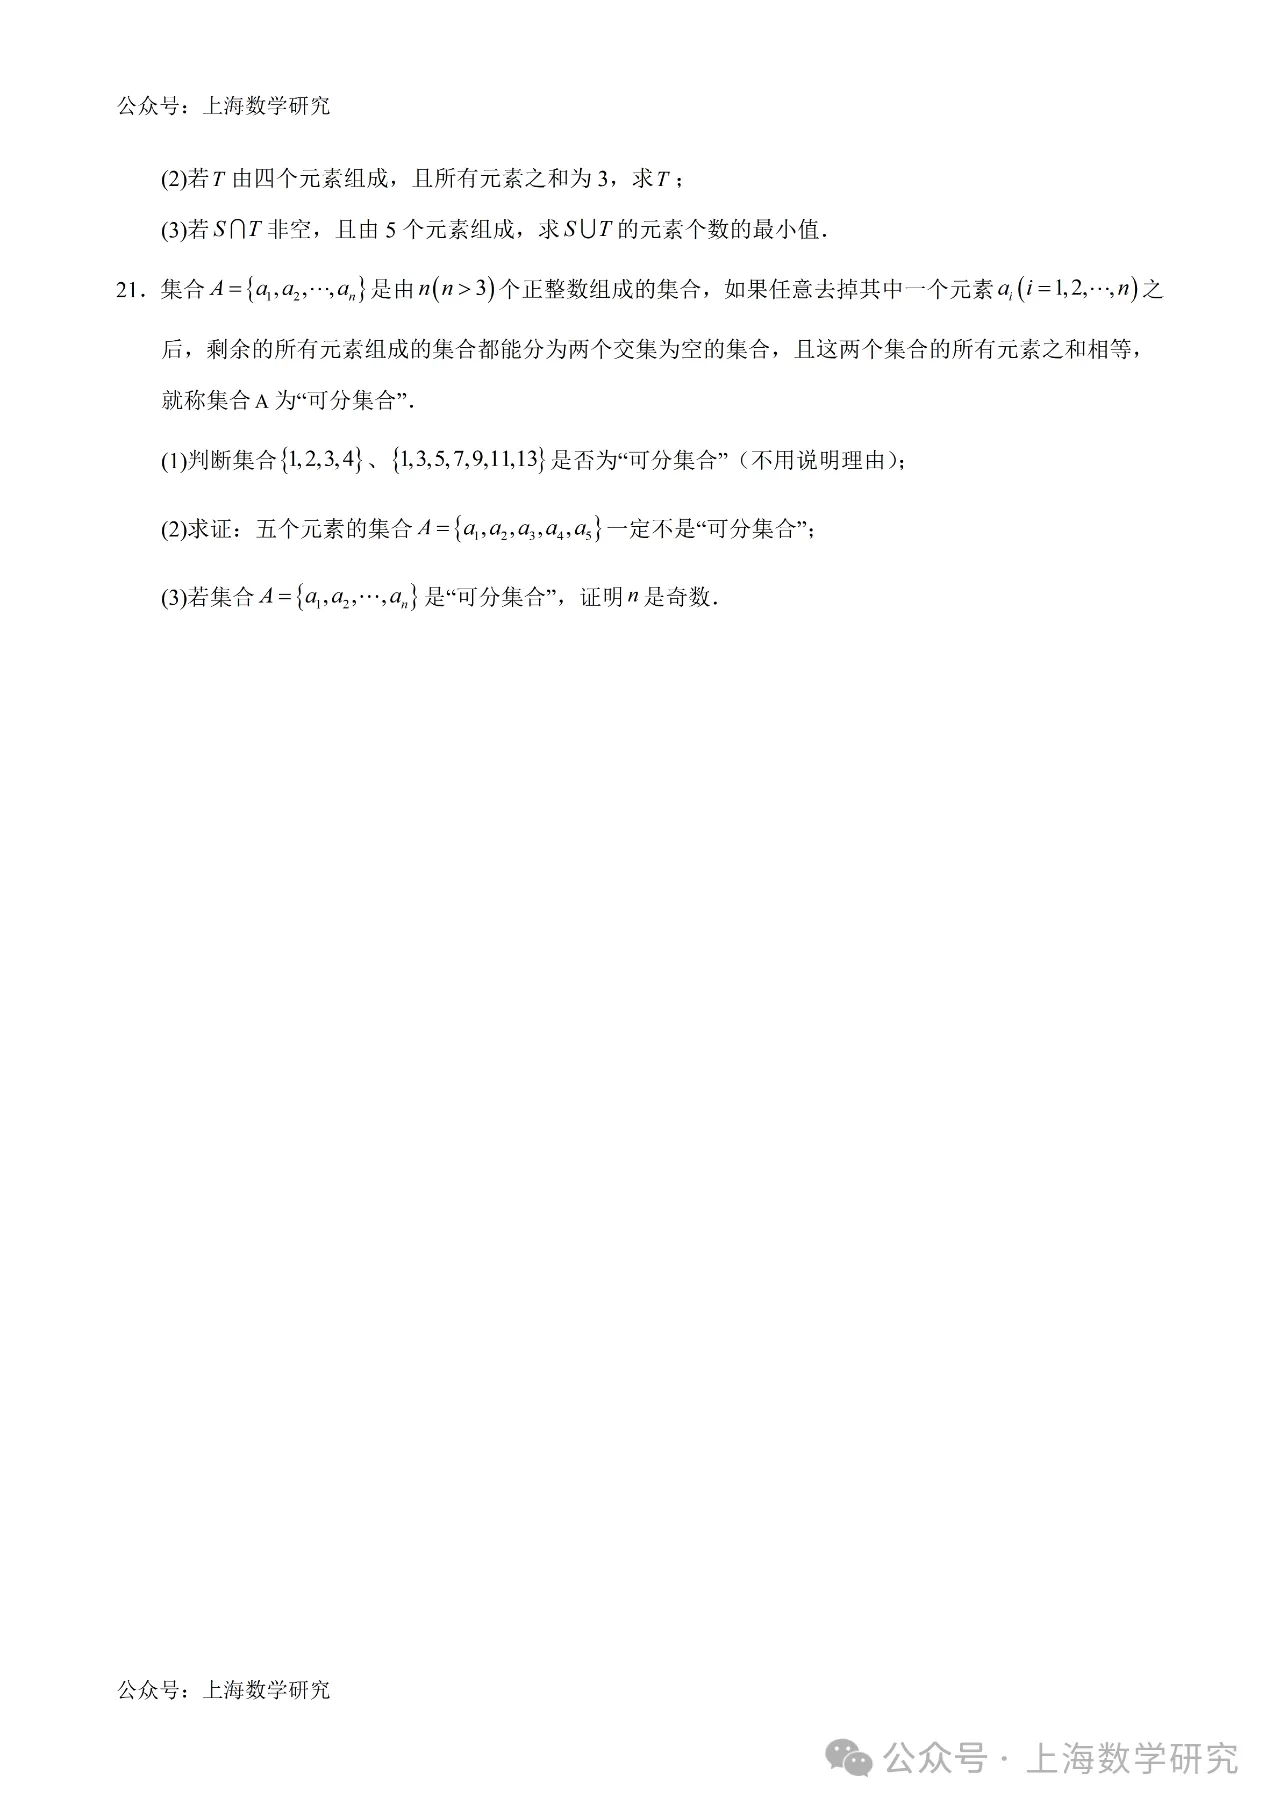 公众号：上海数学研究
(2)若T由四个元素组成，且所有元素之和为3，求T；
(3)若S⋂T非空，且由5个元素组成，求S⋃T的元素个数的最小值．
21．集合A={a₁,a₂,⋯,aₙ}是由n(n>3)个正整数组成的集合，如果任意去掉其中一个元素aᵢ(i=1,2,⋯,n)之
后，剩余的所有元素组成的集合都能分为两个交集为空的集合，且这两个集合的所有元素之和相等，
就称集合A为“可分集合”．
(1)判断集合{1,2,3,4}、{1,3,5,7,9,11,13}是否为“可分集合”（不用说明理由）；
(2)求证：五个元素的集合A={a₁,a₂,a₃,a₄,a₅}一定不是“可分集合”；
(3)若集合A={a₁,a₂,⋯,aₙ}是“可分集合”，证明n是奇数．
公众号：上海数学研究
公众号·上海数学研究